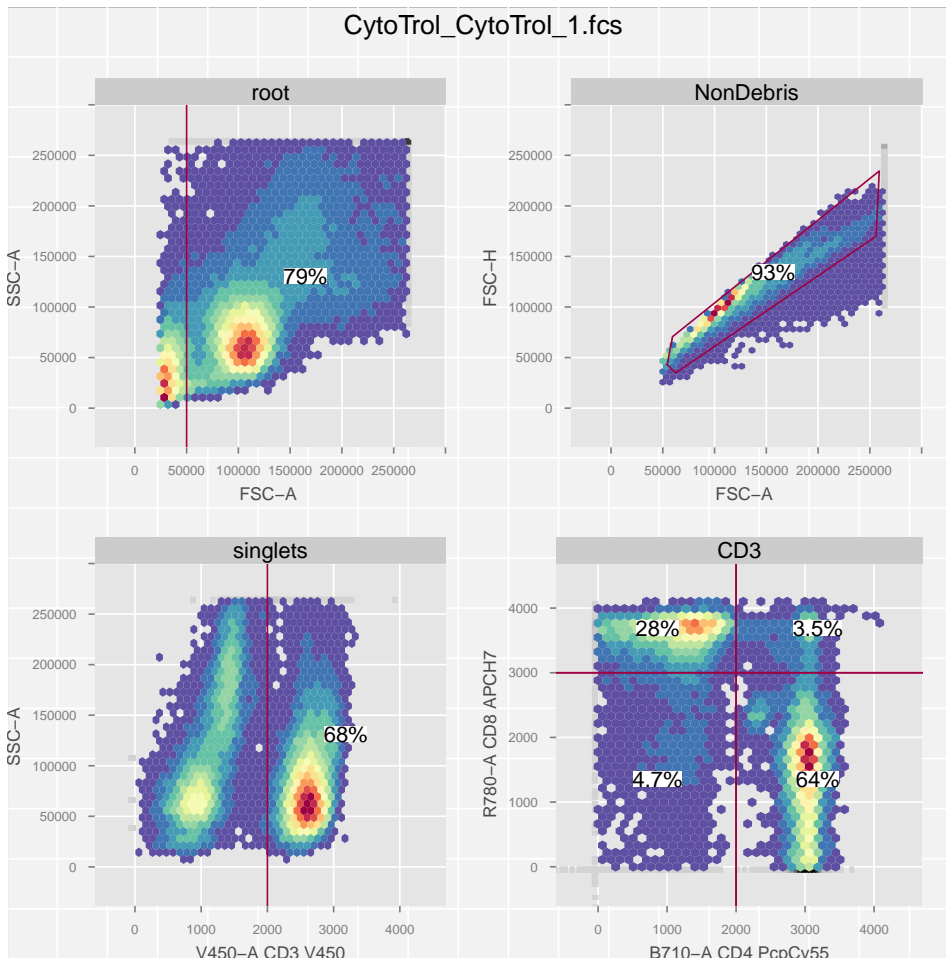 CytoTrol_CytoTrol_1.fcs
root
SSC−A
250000
200000
150000
100000
50000
0
79%
0 50000 100000 150000 200000 250000
FSC−A
NonDebris
FSC−H
250000
200000
150000
100000
50000
0
93%
0 50000 100000 150000 200000 250000
FSC−A
singlets
SSC−A
250000
200000
150000
100000
50000
0
68%
0 1000 2000 3000 4000
V450−A CD3 V450
CD3
R780−A CD8 APCH7
4000
3000
2000
1000
0
28% 3.5%
4.7% 64%
0 1000 2000 3000 4000
B710−A CD4 PcpCy55